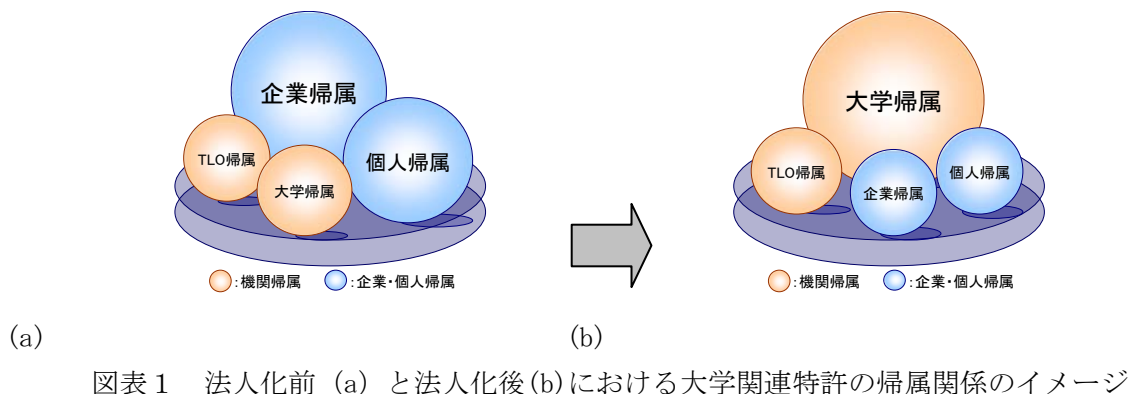 企業帰属
TLO帰属
個人帰属
大学帰属
:機関帰属 :企業・個人帰属
(a)
大学帰属
TLO帰属
企業帰属
個人帰属
:機関帰属 :企業・個人帰属
(b)
図表１ 法人化前 (a) と法人化後(b)における大学関連特許の帰属関係のイメージ